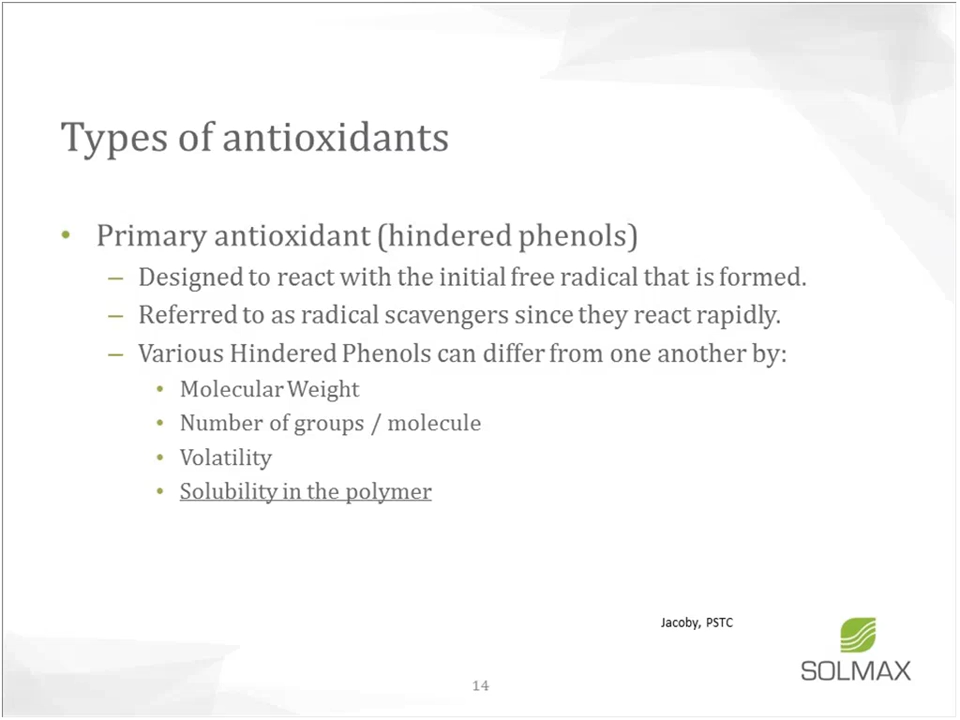 Types of antioxidants
• Primary antioxidant (hindered phenols)
– Designed to react with the initial free radical that is formed.
– Referred to as radical scavengers since they react rapidly.
– Various Hindered Phenols can differ from one another by:
• Molecular Weight
• Number of groups / molecule
• Volatility
• Solubility in the polymer
Jacoby, PSTC
SOLMAX
14